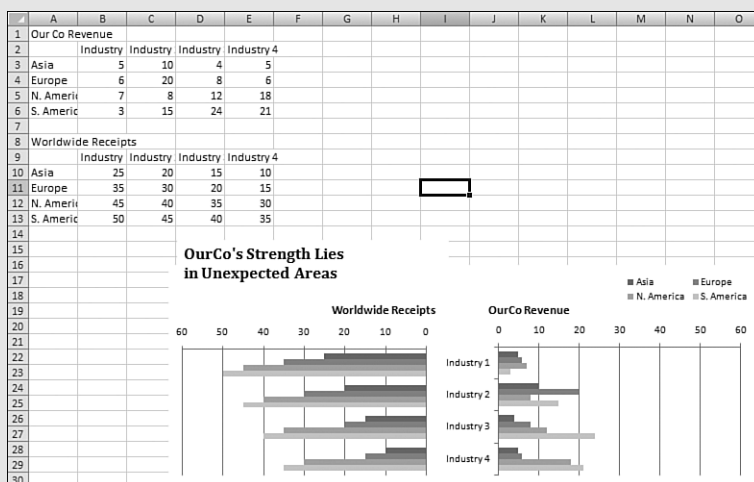 A B C D E F G H I J K L M N O
1 Our Co Revenue
2 Industry Industry Industry Industry 4
3 Asia 5 10 4 5
4 Europe 6 20 8 6
5 N. Americ 7 8 12 18
6 S. Americ 3 15 24 21
7
8 Worldwide Receipts
9 Industry Industry Industry Industry 4
10 Asia 25 20 15 10
11 Europe 35 30 20 15
12 N. Americ 45 40 35 30
13 S. Americ 50 45 40 35
14
15
16
17
18
19
20
21
22
23
24
25
26
27
28
29
30
OurCo's Strength Lies
in Unexpected Areas
Asia Europe
N. America S. America
Worldwide Receipts OurCo Revenue
60 50 40 30 20 10 0 0 10 20 30 40 50 60
Industry 1
Industry 2
Industry 3
Industry 4